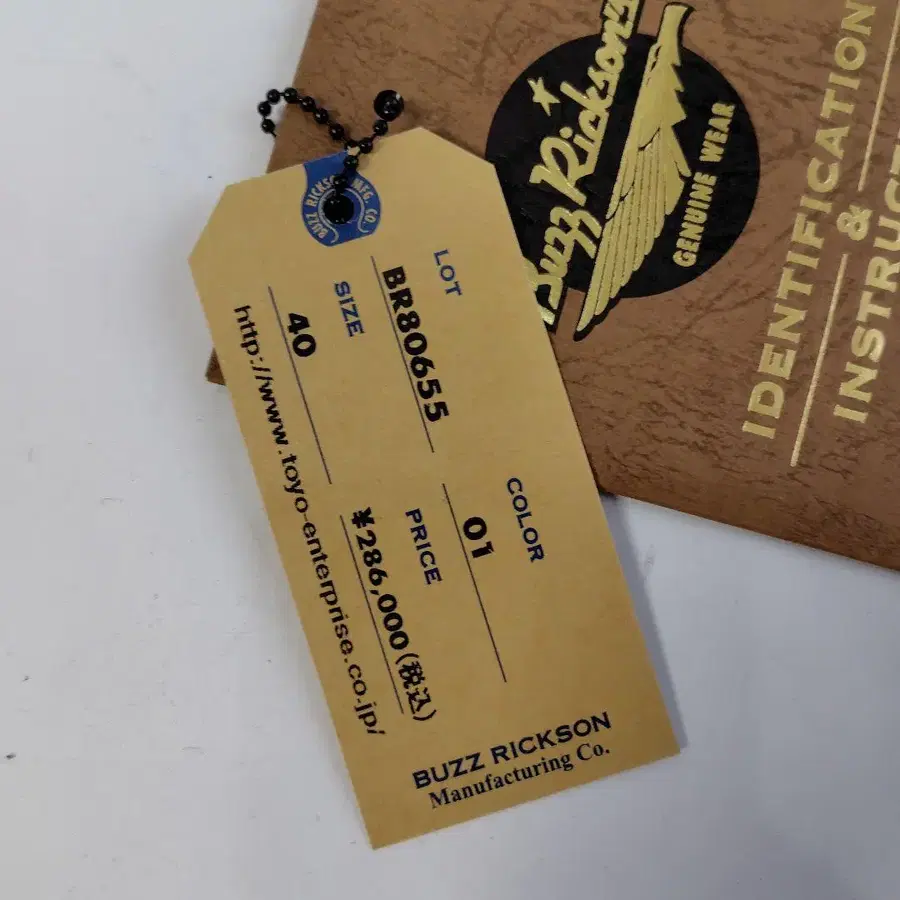 BUZZ RICKSON MFG. CO.
LOT
BR80655
COLOR
01
SIZE
40
PRICE
¥286,000(税込)
http://www.toyo-enterprise.co.jp/
BUZZ RICKSON
Manufacturing Co.
Buzz Rickson's
GENUINE WEAR
IDENTIFICATION
&